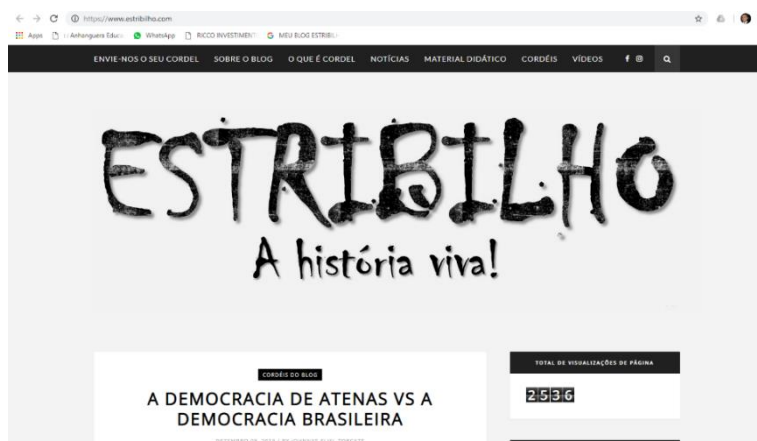 https://www.estribilho.com
Apps Anhanguera Educa WhatsApp RICCO INVESTIMENT MEU BLOG ESTRIBIL
ENVIE-NOS O SEU CORDEL SOBRE O BLOG O QUE É CORDEL NOTÍCIAS MATERIAL DIDÁTICO CORDÉIS VÍDEOS
ESTRIBILHO
A história viva!
CORDÉIS DO BLOG
A DEMOCRACIA DE ATENAS VS A
DEMOCRACIA BRASILEIRA
TOTAL DE VISUALIZAÇÕES DE PÁGINA
2536